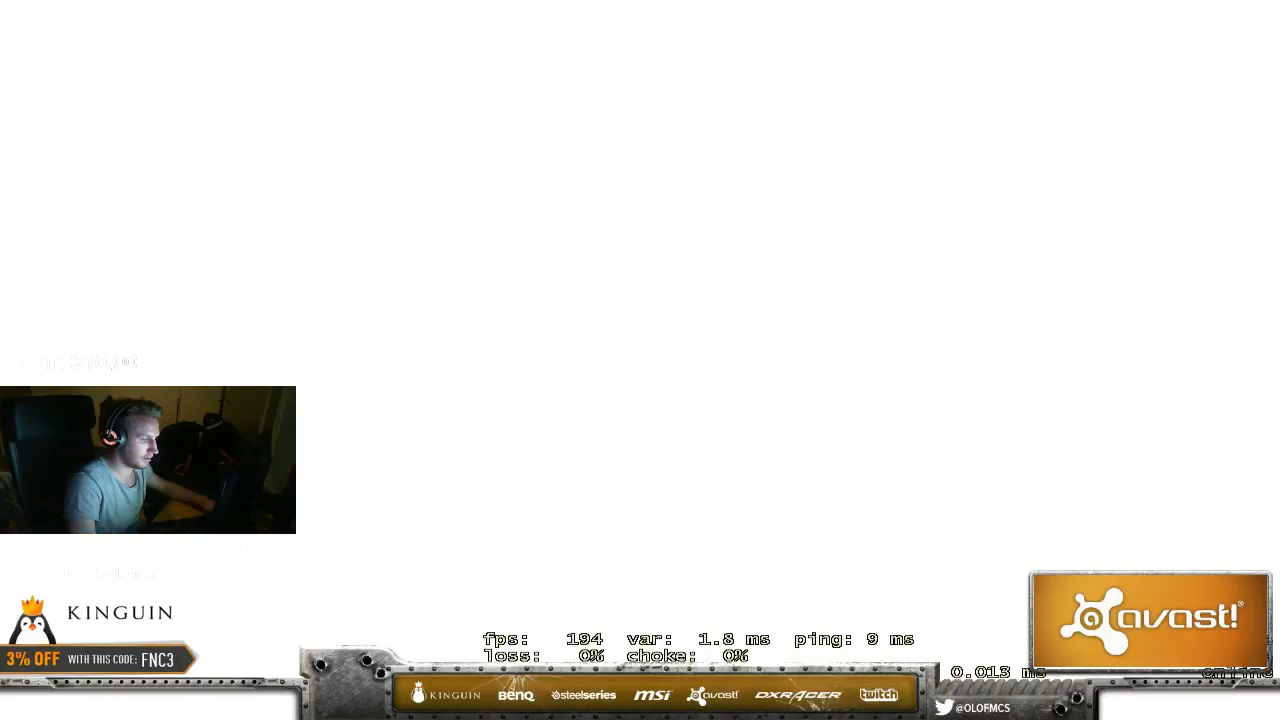 KINGUIN
3% OFF WITH THIS CODE: FNC3
fps: 194 var: 1.8 ms ping: 9 ms
loss: 0% choke: 0%
avast!
0.013 ms
KINGUIN BenQ steelseries msi avast! DXRACER twitch
@OLOFMCS